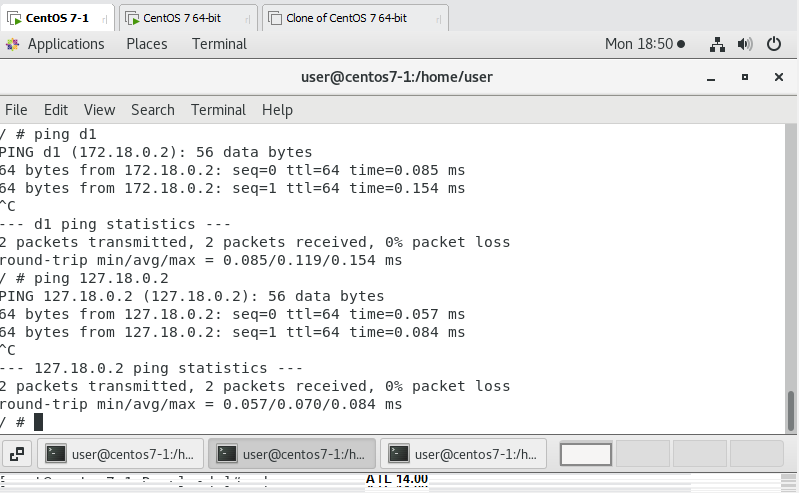 CentOS 7-1 CentOS 7 64-bit Clone of CentOS 7 64-bit
Applications Places Terminal Mon 18:50
user@centos7-1:/home/user
File Edit View Search Terminal Help
/ # ping d1
PING d1 (172.18.0.2): 56 data bytes
64 bytes from 172.18.0.2: seq=0 ttl=64 time=0.085 ms
64 bytes from 172.18.0.2: seq=1 ttl=64 time=0.154 ms
^C
--- d1 ping statistics ---
2 packets transmitted, 2 packets received, 0% packet loss
round-trip min/avg/max = 0.085/0.119/0.154 ms
/ # ping 127.18.0.2
PING 127.18.0.2 (127.18.0.2): 56 data bytes
64 bytes from 127.18.0.2: seq=0 ttl=64 time=0.057 ms
64 bytes from 127.18.0.2: seq=1 ttl=64 time=0.084 ms
^C
--- 127.18.0.2 ping statistics ---
2 packets transmitted, 2 packets received, 0% packet loss
round-trip min/avg/max = 0.057/0.070/0.084 ms
/ #
user@centos7-1:/h... user@centos7-1:/h... user@centos7-1:/h...